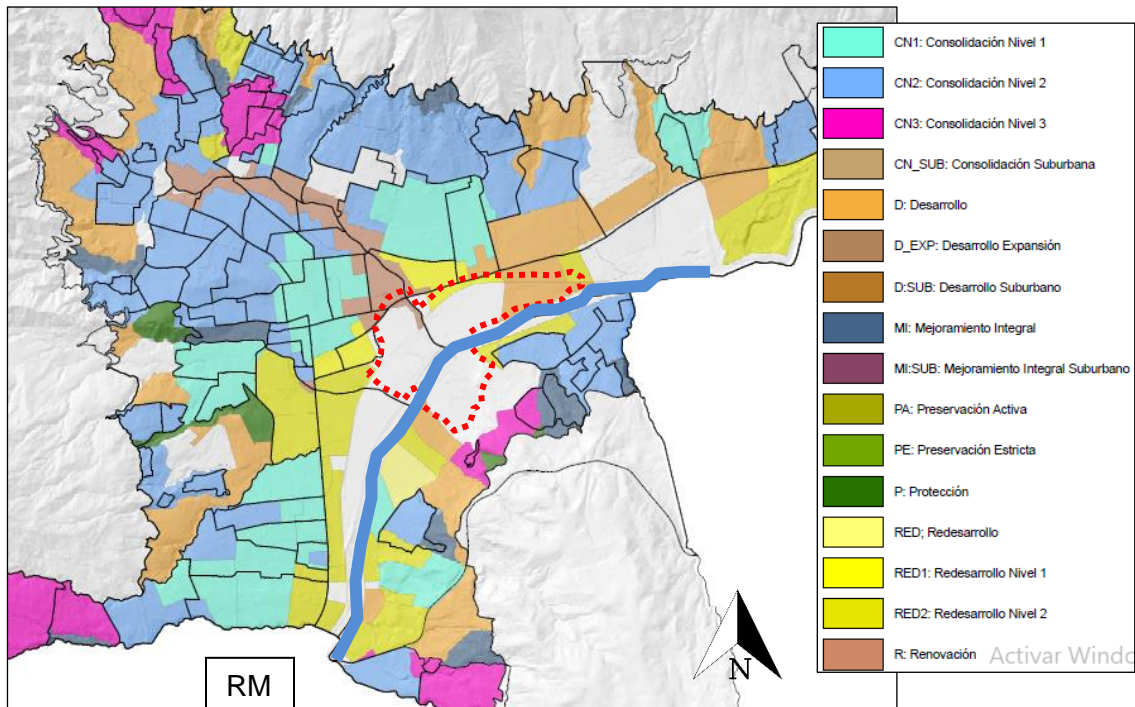 CN1: Consolidación Nivel 1
CN2: Consolidación Nivel 2
CN3: Consolidación Nivel 3
CN_SUB: Consolidación Suburbana
D: Desarrollo
D_EXP: Desarrollo Expansión
D:SUB: Desarrollo Suburbano
MI: Mejoramiento Integral
MI:SUB: Mejoramiento Integral Suburbano
PA: Preservación Activa
PE: Preservación Estricta
P: Protección
RED; Redesarrollo
RED1: Redesarrollo Nivel 1
RED2: Redesarrollo Nivel 2
R: Renovación
Activar Windo
N
RM